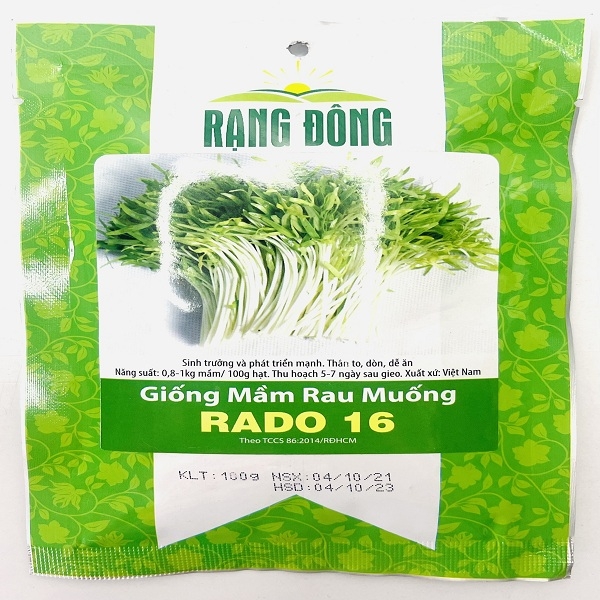 RẠNG ĐÔNG
Sinh trưởng và phát triển mạnh. Thân to, dòn, dễ ăn
Năng suất: 0,8-1kg mầm/ 100g hạt. Thu hoạch 5-7 ngày sau gieo. Xuất xứ: Việt Nam
Giống Mầm Rau Muống
RADO 16
Theo TCCS 86:2014/RĐHCM
KLT:100g NSX:04/10/21
HSD:04/10/23